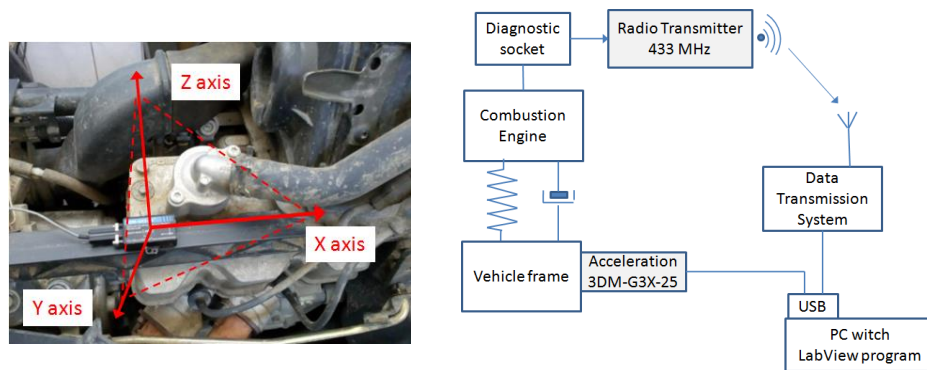 Z axis
X axis
Y axis
Diagnostic
socket
Radio Transmitter
433 MHz
Combustion
Engine
Data
Transmission
System
Vehicle frame
Acceleration
3DM-G3X-25
USB
PC witch
LabView program